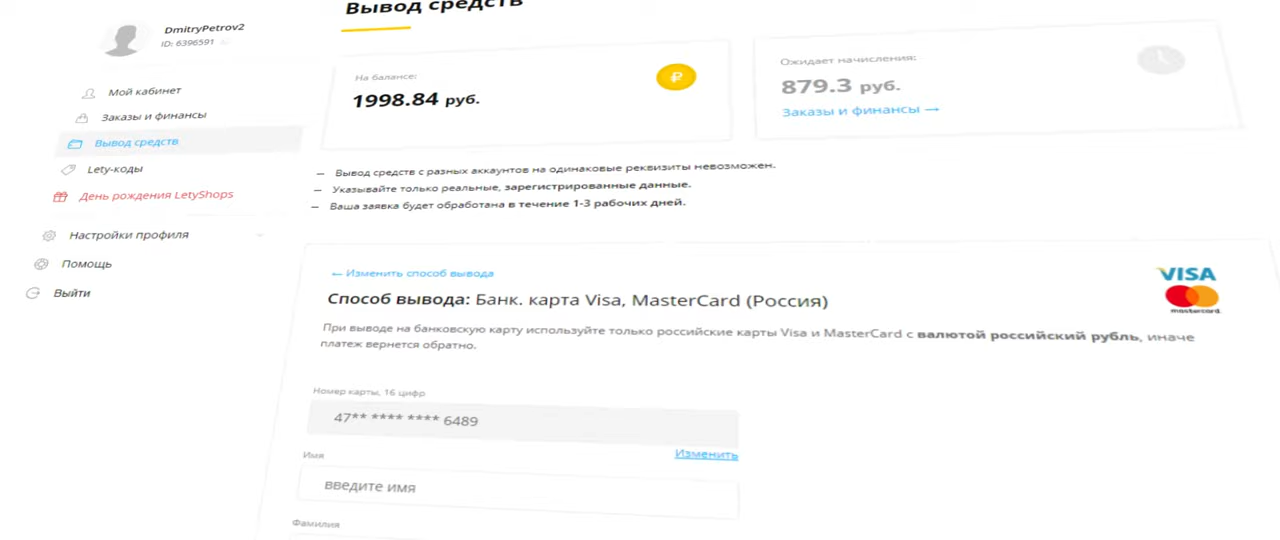 Вывод средств
DmitryPetrov2
ID: 6396591
Мой кабинет
Заказы и финансы
Вывод средств
Lety-коды
День рождения LetyShops
Настройки профиля
Помощь
Выйти
На балансе:
1998.84 руб.
₽
Ожидает начисления:
879.3 руб.
Заказы и финансы →
— Вывод средств с разных аккаунтов на одинаковые реквизиты невозможен.
— Указывайте только реальные, зарегистрированные данные.
— Ваша заявка будет обработана в течение 1-3 рабочих дней.
← Изменить способ вывода
VISA
mastercard.
Способ вывода: Банк. карта Visa, MasterCard (Россия)
При выводе на банковскую карту используйте только российские карты Visa и MasterCard с валютой российский рубль, иначе
платеж вернется обратно.
Номер карты, 16 цифр
47** **** **** 6489
Изменить
Имя
введите имя
Фамилия